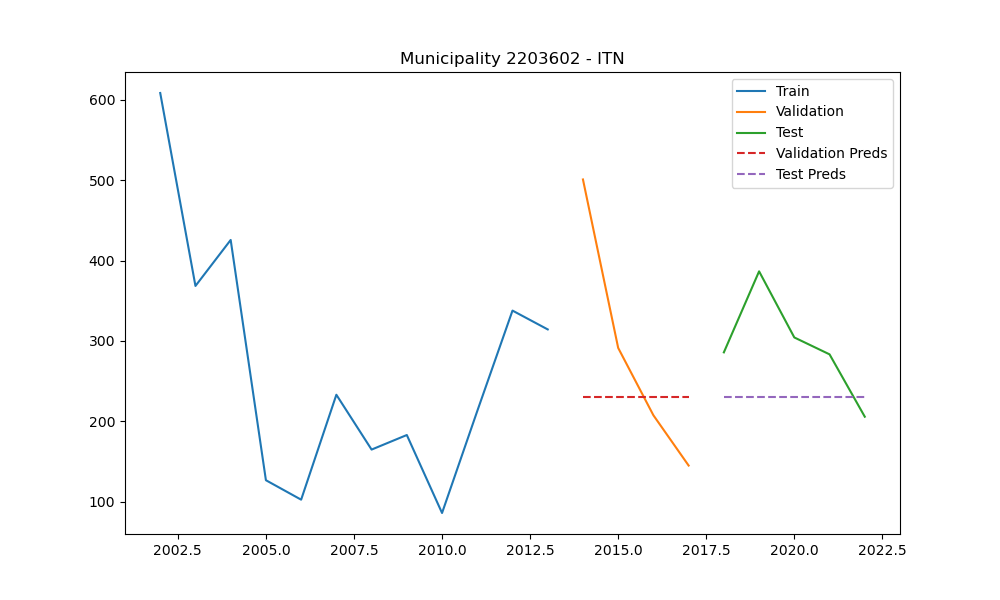 Municipality 2203602 - ITN
Train
Validation
Test
Validation Preds
Test Preds
600
500
400
300
200
100
2002.5 2005.0 2007.5 2010.0 2012.5 2015.0 2017.5 2020.0 2022.5